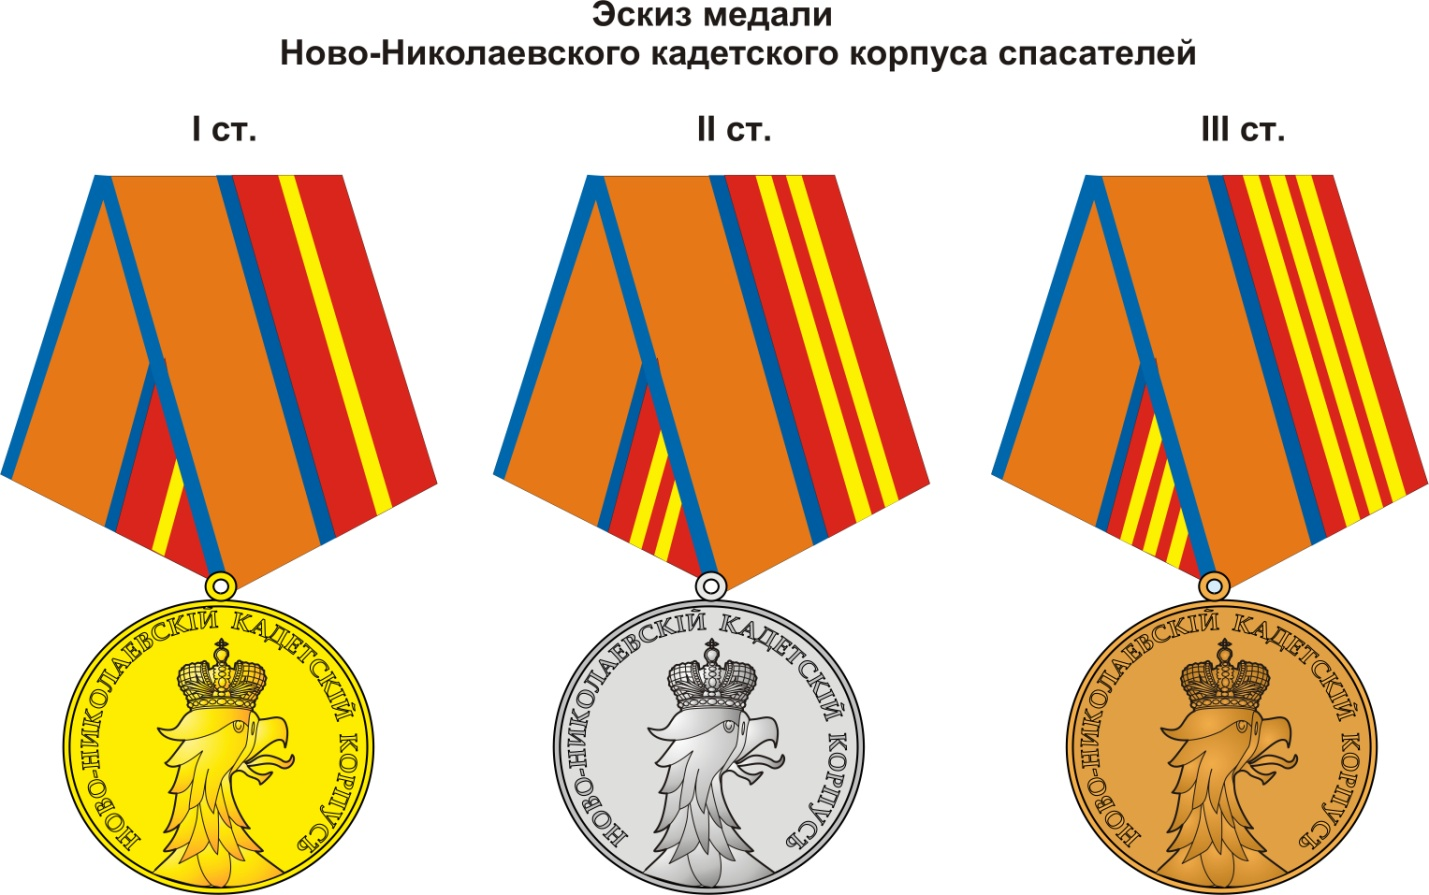 Эскиз медали
Ново-Николаевского кадетского корпуса спасателей
I ст.
II ст.
III ст.
НОВО-НИКОЛАЕВСКІЙ КАДЕТСКІЙ КОРПУСЪ
НОВО-НИКОЛАЕВСКІЙ КАДЕТСКІЙ КОРПУСЪ
НОВО-НИКОЛАЕВСКІЙ КАДЕТСКІЙ КОРПУСЪ